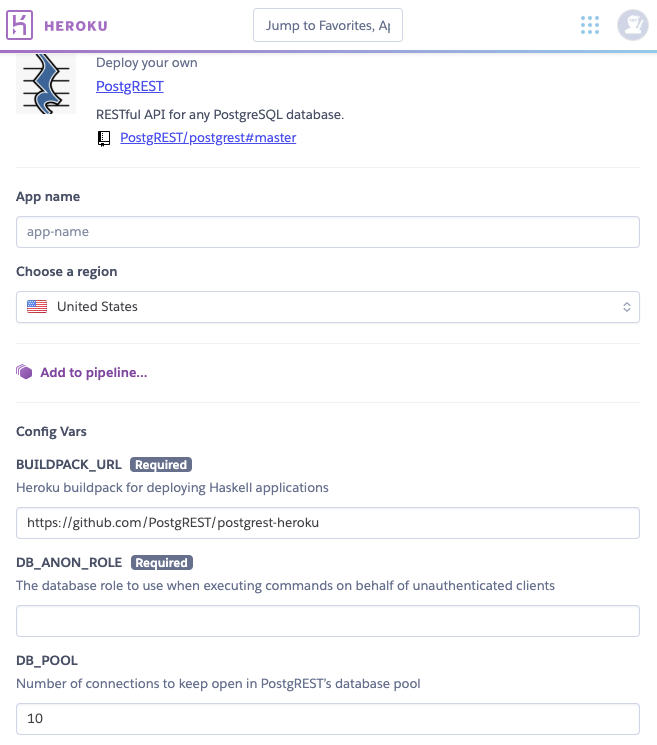 HEROKU
Jump to Favorites, A
Deploy your own
PostgREST
RESTful API for any PostgreSQL database.
PostgREST/postgrest#master
App name
app-name
Choose a region
United States
Add to pipeline...
Config Vars
BUILDPACK_URL Required
Heroku buildpack for deploying Haskell applications
https://github.com/PostgREST/postgrest-heroku
DB_ANON_ROLE Required
The database role to use when executing commands on behalf of unauthenticated clients
DB_POOL
Number of connections to keep open in PostgREST's database pool
10